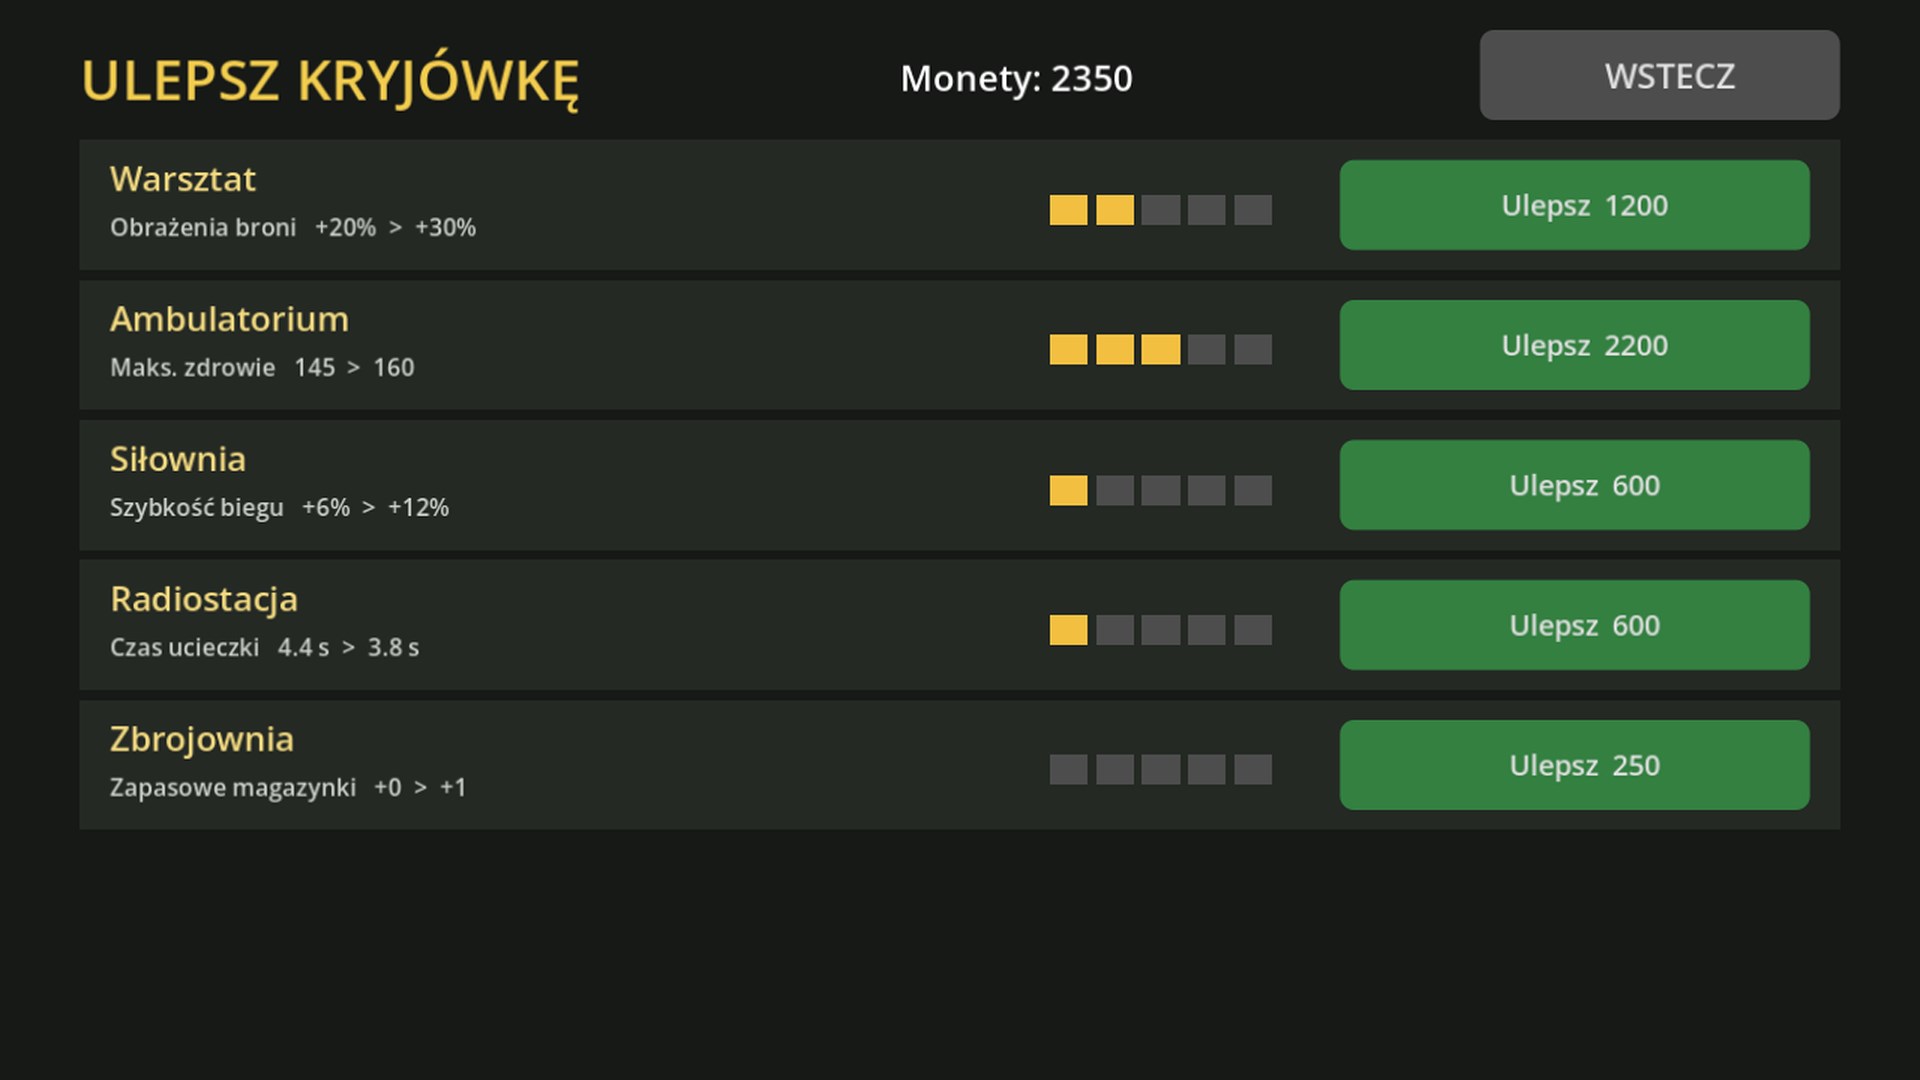 ULEPSZ KRYJÓWKĘ
Monety: 2350
WSTECZ
Warsztat
Obrażenia broni +20% > +30%
Ulepsz 1200
Ambulatorium
Maks. zdrowie 145 > 160
Ulepsz 2200
Siłownia
Szybkość biegu +6% > +12%
Ulepsz 600
Radiostacja
Czas ucieczki 4.4 s > 3.8 s
Ulepsz 600
Zbrojownia
Zapasowe magazynki +0 > +1
Ulepsz 250